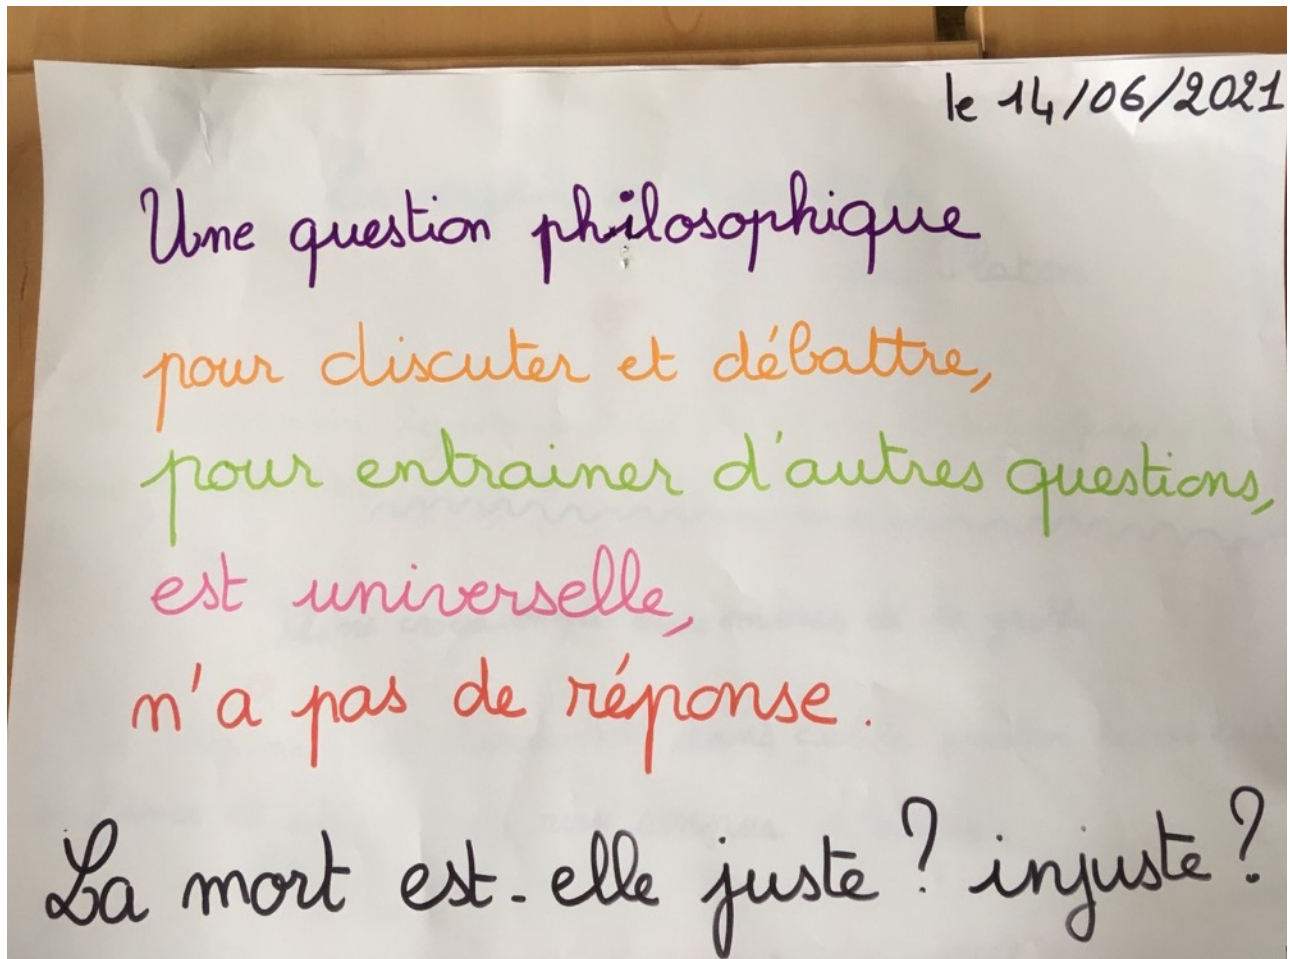 le 14/06/2021
Une question philosophique
pour discuter et débattre,
pour entrainer d'autres questions,
est universelle,
n'a pas de réponse.
La mort est-elle juste ? injuste ?